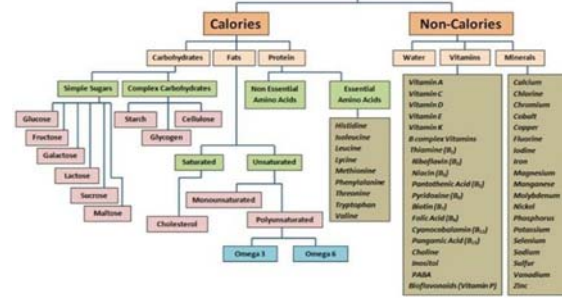 Calories
Non-Calories
Carbohydrates
Fats
Protein
Water
Vitamins
Minerals
Simple Sugars
Complex Carbohydrates
Non Essential
Amino Acids
Essential
Amino Acids
Glucose
Fructose
Galactose
Lactose
Sucrose
Maltose
Starch
Cellulose
Glycogen
Saturated
Unsaturated
Cholesterol
Monounsaturated
Polyunsaturated
Omega 3
Omega 6
Histidine
Isoleucine
Leucine
Lycine
Methionine
Phenylalanine
Threonine
Tryptophan
Valine
Vitamin A
Vitamin C
Vitamin D
Vitamin E
Vitamin K
B complex Vitamins
Thiamine (B₁)
Riboflavin (B₂)
Niacin (B₃)
Pantothenic Acid (B₅)
Pyridoxine (B₆)
Biotin (B₇)
Folic Acid (B₉)
Cyanocobalamin (B₁₂)
Pangamic Acid (B₁₅)
Choline
Inositol
PABA
Bioflavonoids (Vitamin P)
Calcium
Chlorine
Chromium
Cobalt
Copper
Fluorine
Iodine
Iron
Magnesium
Manganese
Molybdenum
Nickel
Phosphorus
Potassium
Selenium
Sodium
Sulfur
Vanadium
Zinc